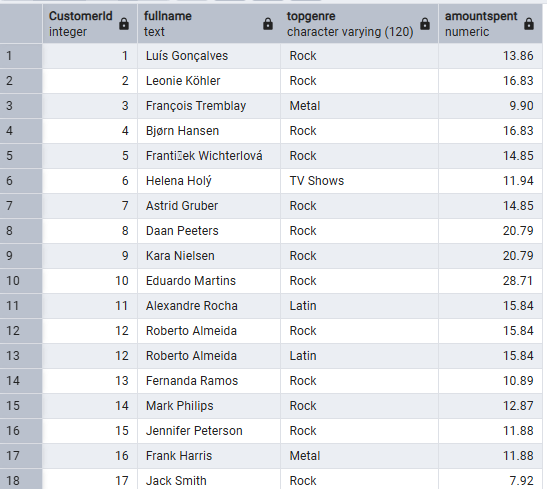 CustomerId fullname topgenre amountspent
integer text character varying (120) numeric
1 1 Luís Gonçalves Rock 13.86
2 2 Leonie Köhler Rock 16.83
3 3 François Tremblay Metal 9.90
4 4 Bjørn Hansen Rock 16.83
5 5 Wichterlová Rock 14.85
6 6 Helena Holý TV Shows 11.94
7 7 Astrid Gruber Rock 14.85
8 8 Daan Peeters Rock 20.79
9 9 Kara Nielsen Rock 20.79
10 10 Eduardo Martins Rock 28.71
11 11 Alexandre Rocha Latin 15.84
12 12 Roberto Almeida Rock 15.84
13 12 Roberto Almeida Latin 15.84
14 13 Fernanda Ramos Rock 10.89
15 14 Mark Philips Rock 12.87
16 15 Jennifer Peterson Rock 11.88
17 16 Frank Harris Metal 11.88
18 17 Jack Smith Rock 7.92